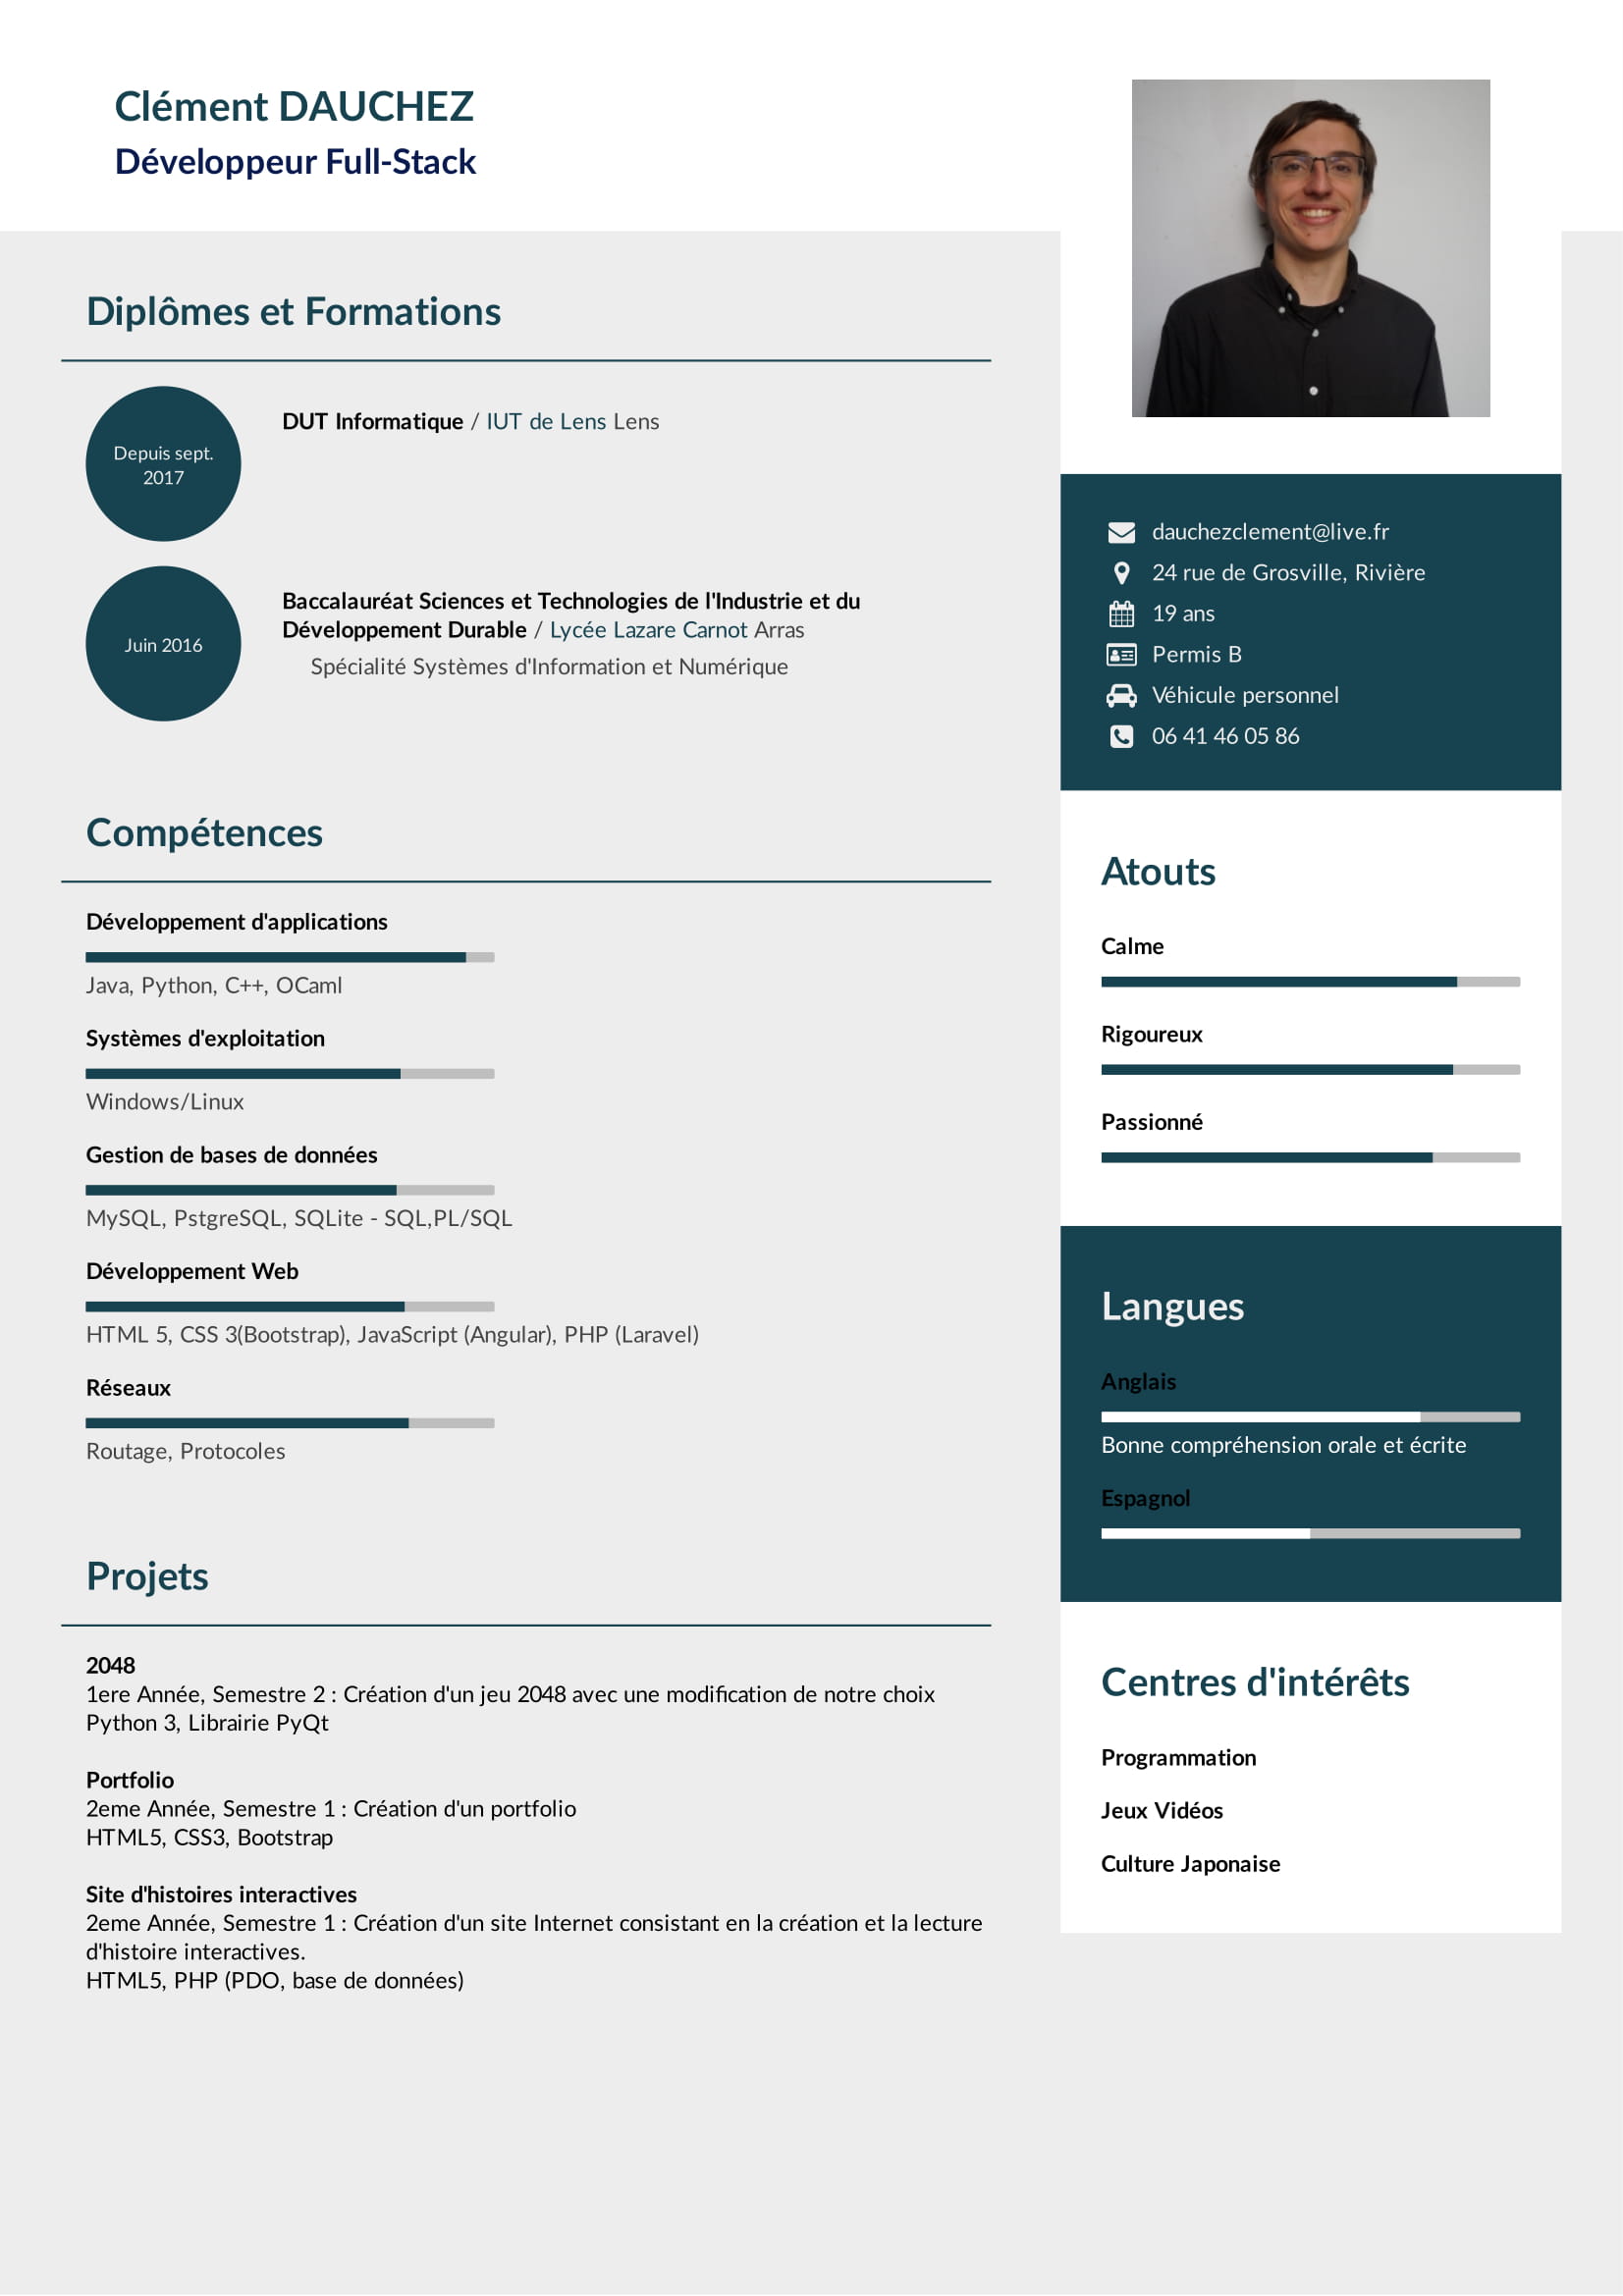 Clément DAUCHEZ
Développeur Full-Stack
Diplômes et Formations
Depuis sept.
2017
DUT Informatique / IUT de Lens Lens
Juin 2016
Baccalauréat Sciences et Technologies de l'Industrie et du
Développement Durable / Lycée Lazare Carnot Arras
Spécialité Systèmes d'Information et Numérique
Compétences
Développement d'applications
Java, Python, C++, OCaml
Systèmes d'exploitation
Windows/Linux
Gestion de bases de données
MySQL, PstgreSQL, SQLite - SQL,PL/SQL
Développement Web
HTML 5, CSS 3(Bootstrap), JavaScript (Angular), PHP (Laravel)
Réseaux
Routage, Protocoles
Projets
2048
1ere Année, Semestre 2 : Création d'un jeu 2048 avec une modification de notre choix
Python 3, Librairie PyQt
Portfolio
2eme Année, Semestre 1 : Création d'un portfolio
HTML5, CSS3, Bootstrap
Site d'histoires interactives
2eme Année, Semestre 1 : Création d'un site Internet consistant en la création et la lecture
d'histoire interactives.
HTML5, PHP (PDO, base de données)
dauchezclement@live.fr
24 rue de Grosville, Rivière
19 ans
Permis B
Véhicule personnel
06 41 46 05 86
Atouts
Calme
Rigoureux
Passionné
Langues
Anglais
Bonne compréhension orale et écrite
Espagnol
Centres d'intérêts
Programmation
Jeux Vidéos
Culture Japonaise